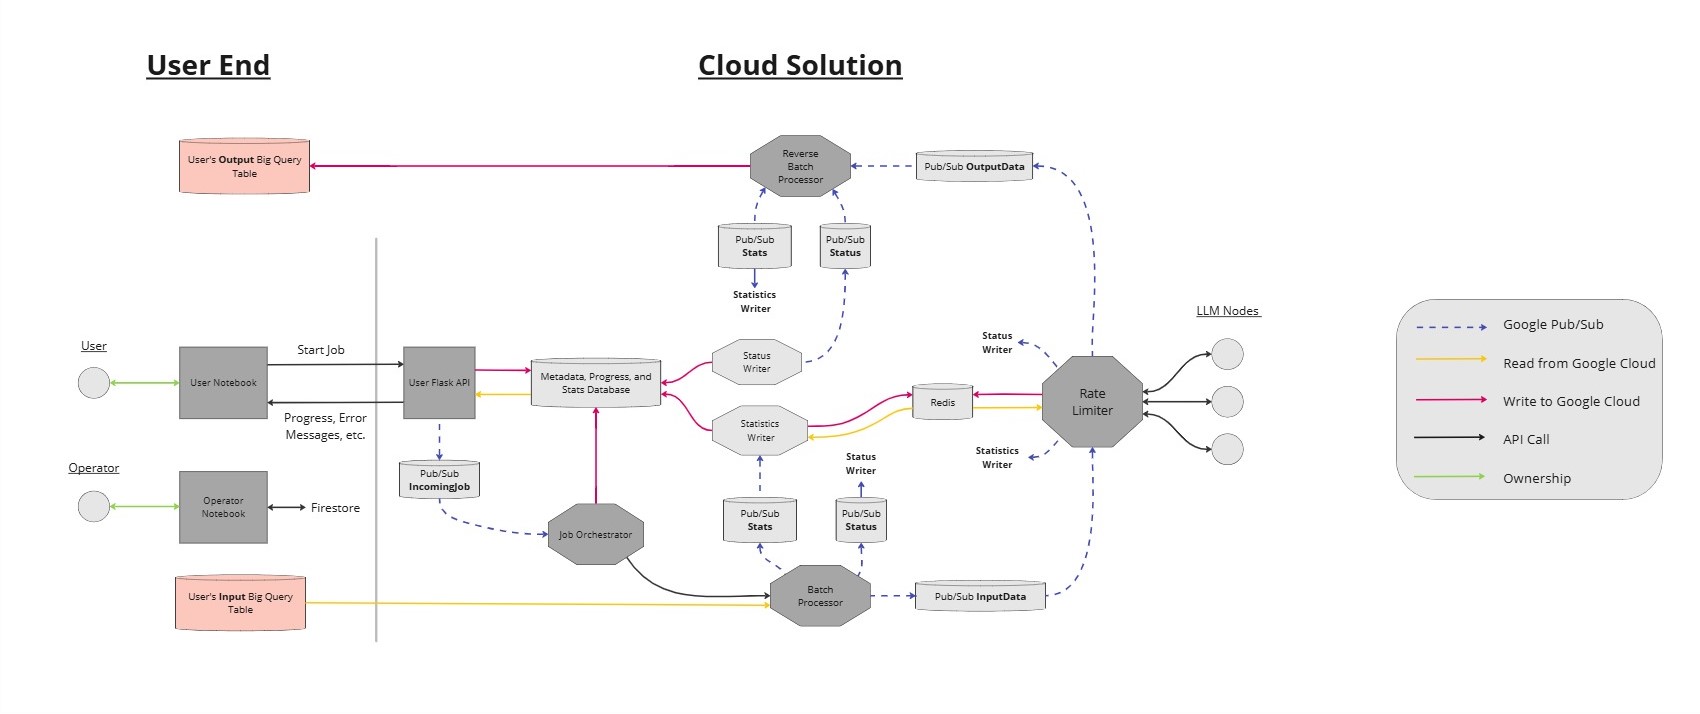 User End
Cloud Solution
User's Output Big Query
Table
Reverse
Batch
Processor
Pub/Sub OutputData
Pub/Sub
Stats
Pub/Sub
Status
Statistics
Writer
User
User Notebook
Start Job
Progress, Error
Messages, etc.
User Flask API
Metadata, Progress, and
Stats Database
Status
Writer
Statistics
Writer
Redis
Status
Writer
Rate
Limiter
Statistics
Writer
LLM Nodes
Google Pub/Sub
Read from Google Cloud
Write to Google Cloud
API Call
Ownership
Operator
Operator
Notebook
Firestore
Pub/Sub
IncomingJob
Job Orchestrator
Status
Writer
Pub/Sub
Stats
Pub/Sub
Status
User's Input Big Query
Table
Batch
Processor
Pub/Sub InputData